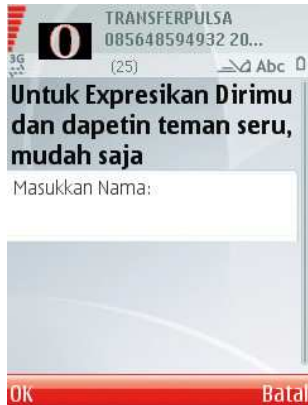 TRANSFERPULSA
085648594932 20...
3G
(25)
Abc
Untuk Expresikan Dirimu
dan dapetin teman seru,
mudah saja
Masukkan Nama:
OK
Batal